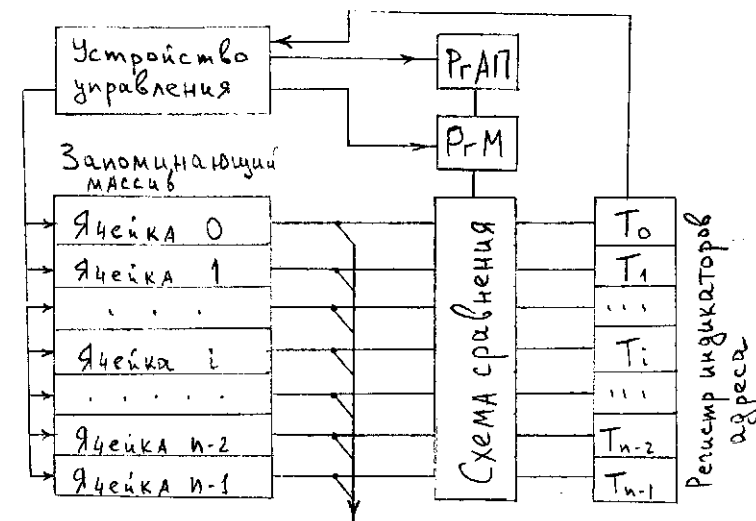 Устройство
управления
РгАП
РгМ
Запоминающий
массив
Ячейка 0
Ячейка 1
. . .
Ячейка i
. . . . .
Ячейка n-2
Ячейка n-1
Схема сравнения
T₀
T₁
...
Tᵢ
...
Tₙ₋₂
Tₙ₋₁
Регистр индикаторов
адреса